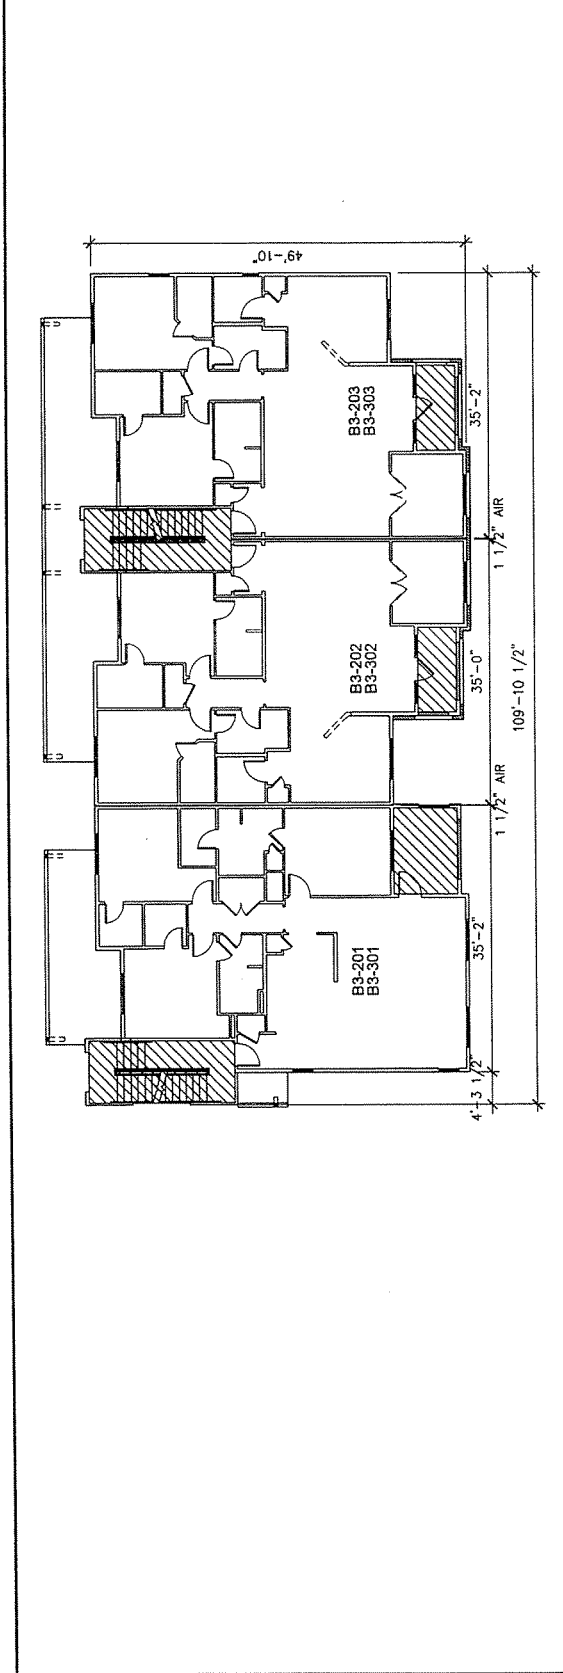 49'-10"
B3-203
B3-303
35'-2"
1 1/2" AIR
B3-202
B3-302
35'-0"
109'-10 1/2"
1 1/2" AIR
B3-201
B3-301
35'-2"
4'-3 1/2"